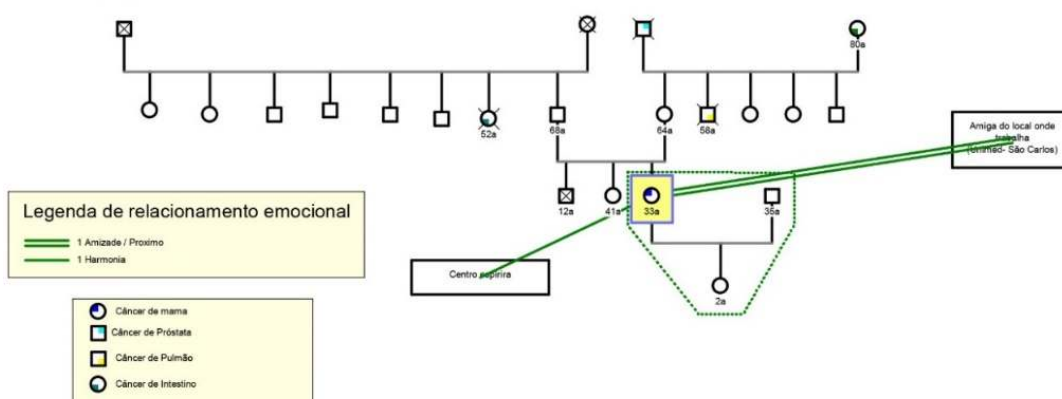 80a
52a
68a
64a
58a
Amiga do local onde
trabalha
(Unimed- São Carlos)
12a
41a
33a
35a
Legenda de relacionamento emocional
1 Amizade / Proximo
1 Harmonia
Centro espirira
2a
Câncer de mama
Câncer de Próstata
Câncer de Pulmão
Câncer de Intestino